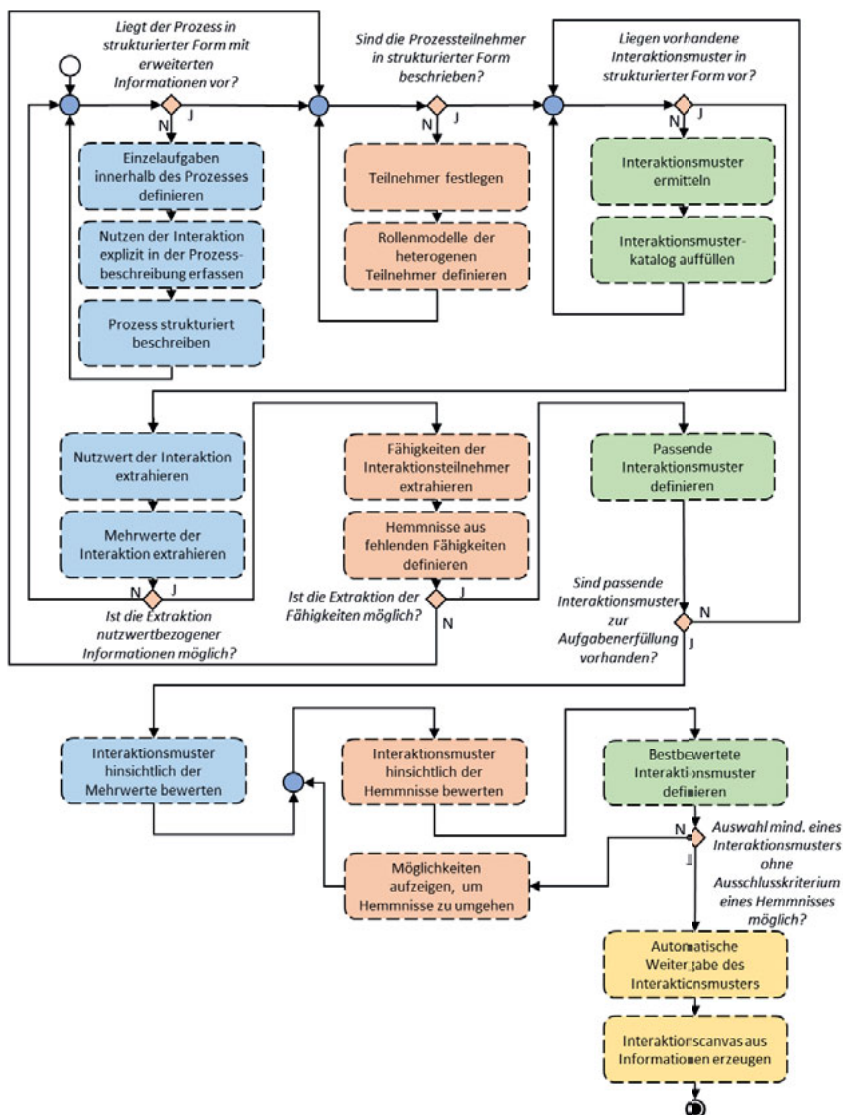 Liegt der Prozess in
strukturierter Form mit
erweiterten
Informationen vor?
Sind die Prozessteilnehmer
in strukturierter Form
beschrieben?
Liegen vorhandene
Interaktionsmuster in
strukturierter Form vor?
N
J
N
J
N
J
Einzelaufgaben
innerhalb des Prozesses
definieren
Nutzen der Interaktion
explizit in der Prozess-
beschreibung erfassen
Prozess strukturiert
beschreiben
Teilnehmer festlegen
Rollenmodelle der
heterogenen
Teilnehmer definieren
Interaktionsmuster
ermitteln
Interaktionsmuster-
katalog auffüllen
Nutzwert der Interaktion
extrahieren
Mehrwerte der
Interaktion extrahieren
N
J
Ist die Extraktion
nutzwertbezogener
Informationen möglich?
Fähigkeiten der
Interaktionsteilnehmer
extrahieren
Hemmnisse aus
fehlenden Fähigkeiten
definieren
J
N
Ist die Extraktion der
Fähigkeiten möglich?
Passende
Interaktionsmuster
definieren
Sind passende
Interaktionsmuster
zur
Aufgabenerfüllung
vorhanden?
N
J
Interaktionsmuster
hinsichtlich der
Mehrwerte bewerten
Interaktionsmuster
hinsichtlich der
Hemmnisse bewerten
Bestbewertete
Interaktionsmuster
definieren
N
J
Auswahl mind. eines
Interaktionsmusters
ohne
Ausschlusskriterium
eines Hemmnisses
möglich?
Möglichkeiten
aufzeigen, um
Hemmnisse zu umgehen
Automatische
Weitergabe des
Interaktionsmusters
Interaktionscanvas aus
Informationen erzeugen